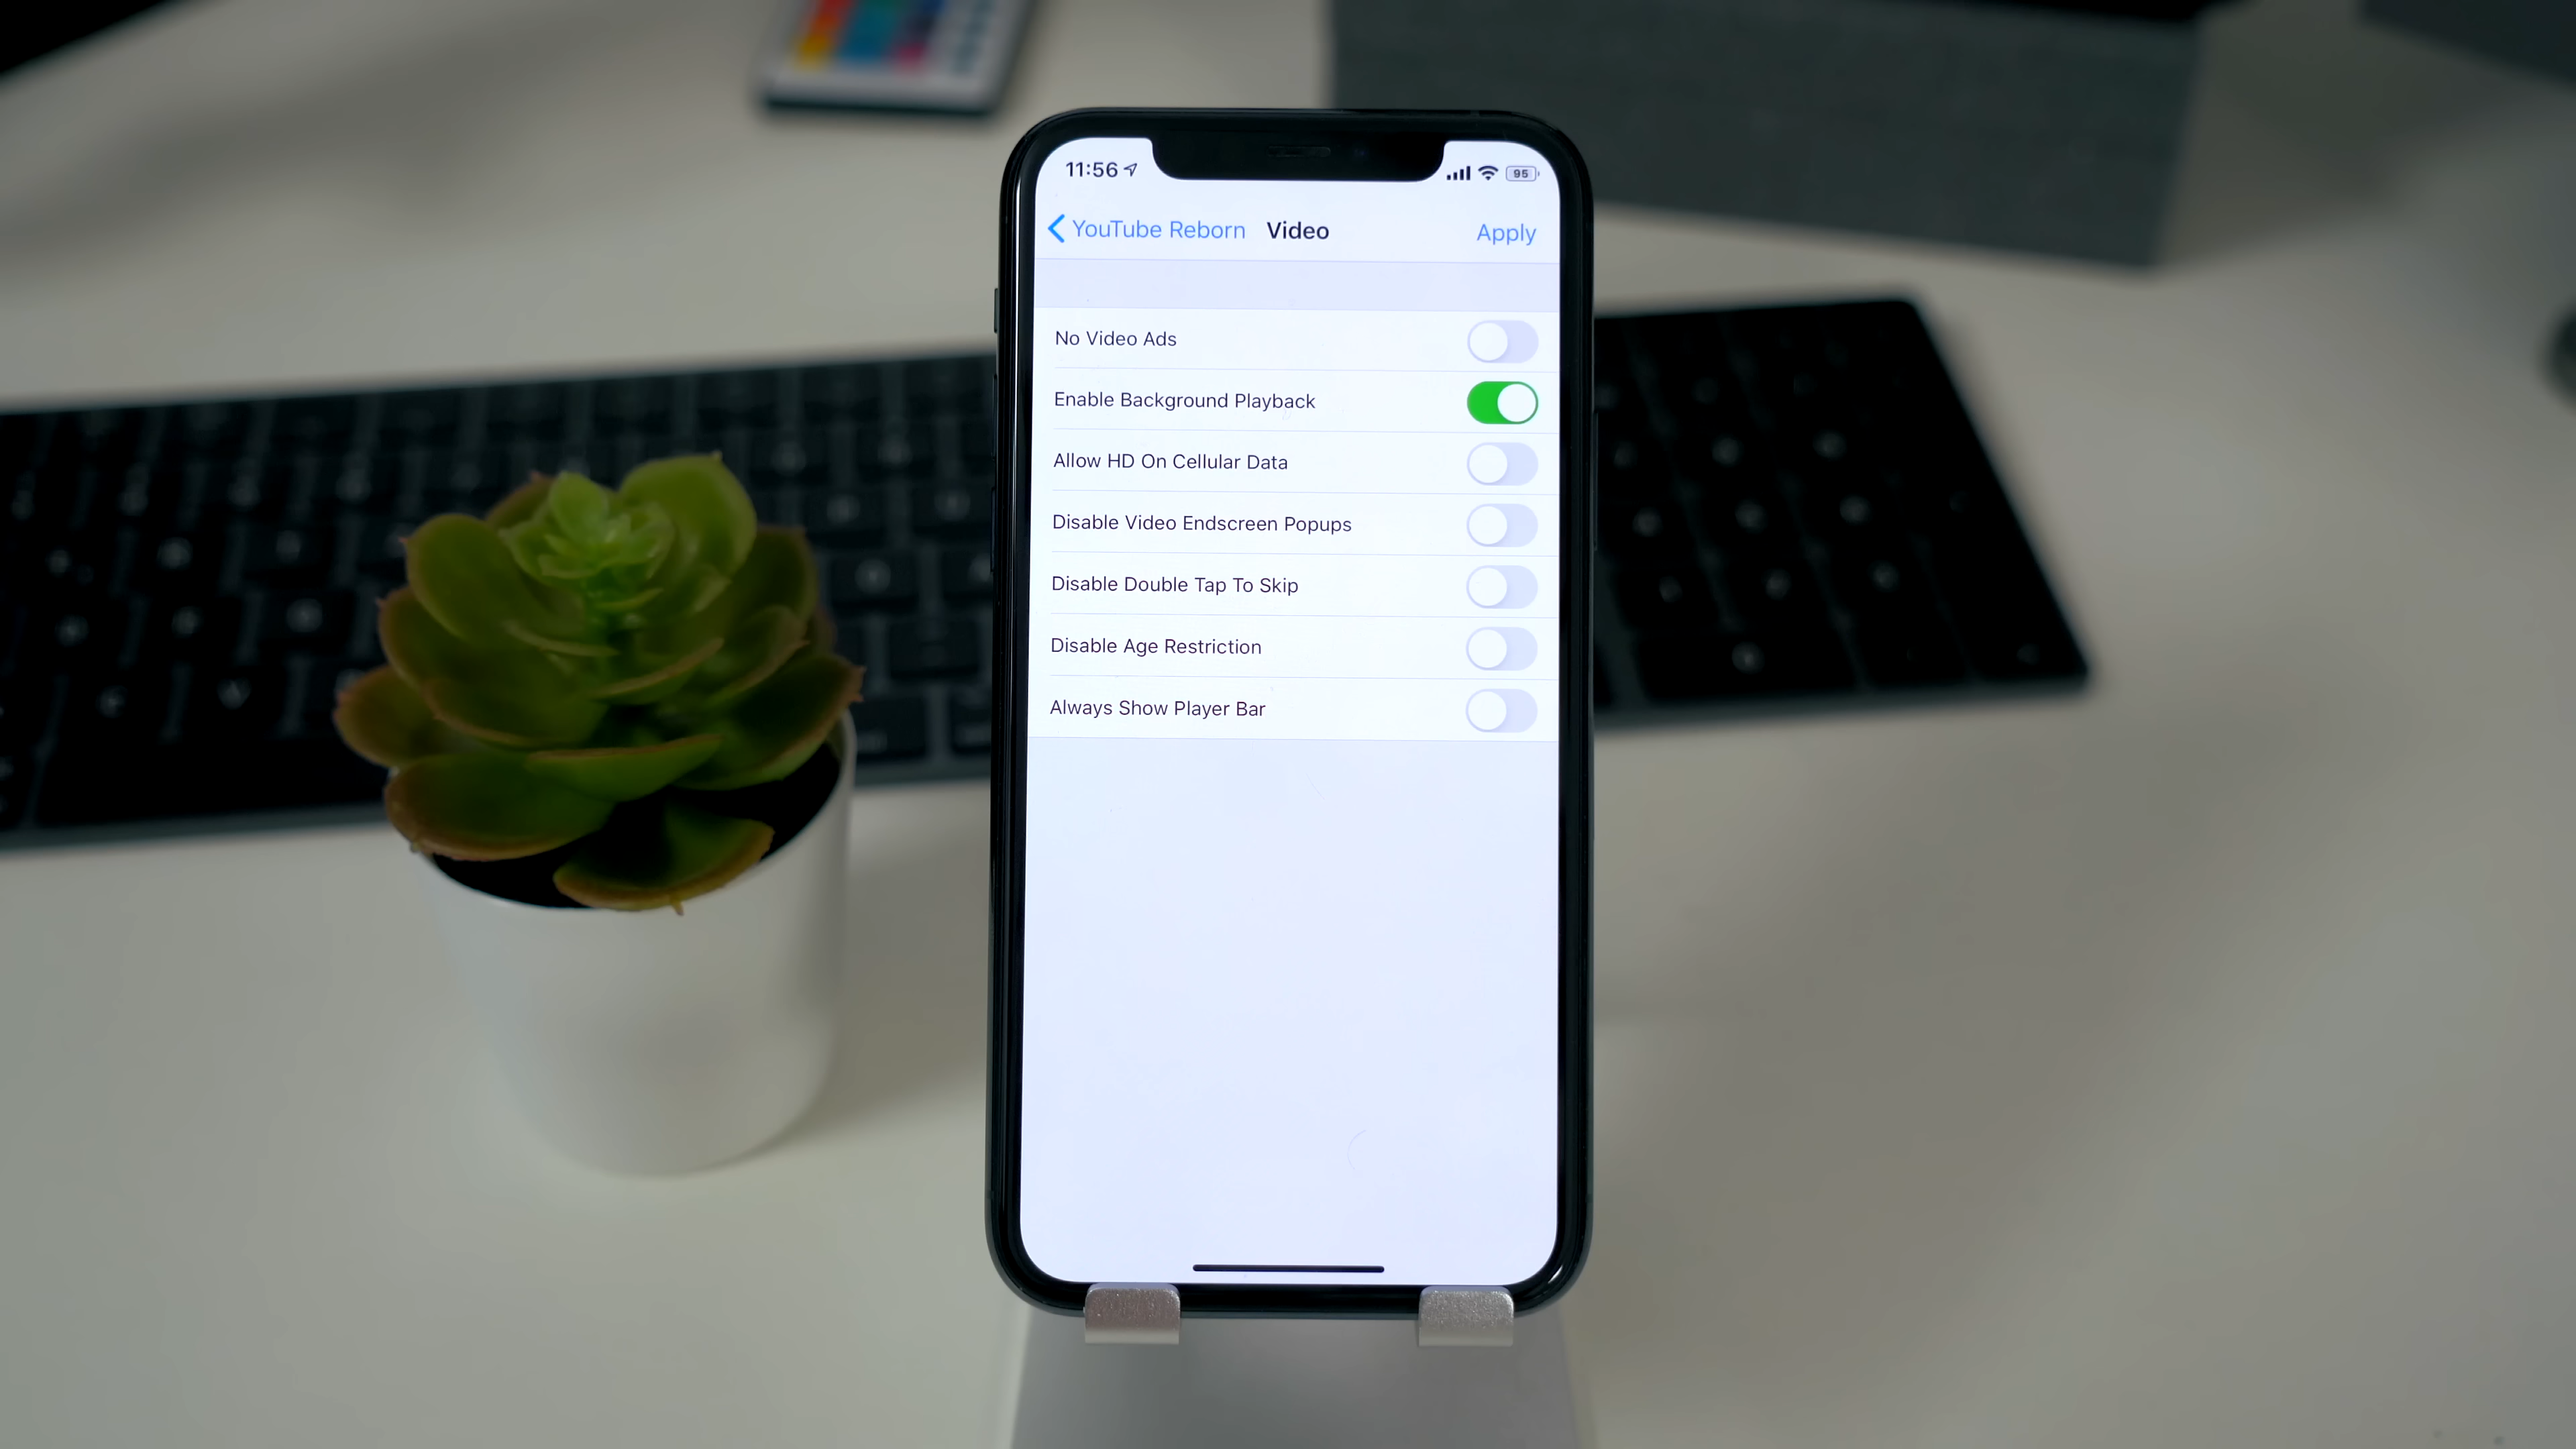 11:56
95
YouTube Reborn Video Apply
No Video Ads
Enable Background Playback
Allow HD On Cellular Data
Disable Video Endscreen Popups
Disable Double Tap To Skip
Disable Age Restriction
Always Show Player Bar